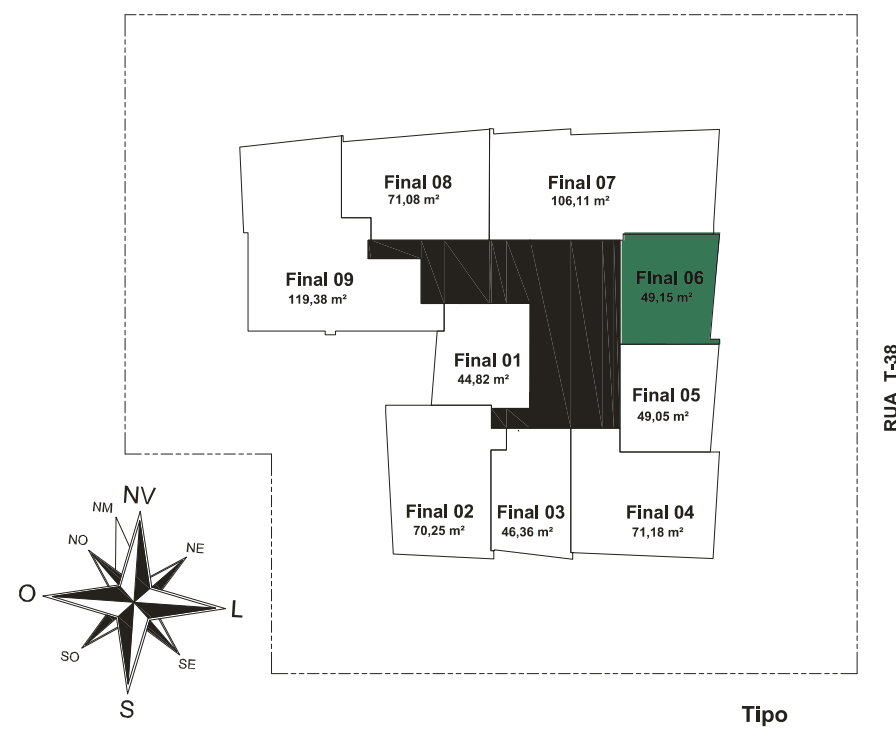 Final 08
71,08 m²
Final 07
106,11 m²
Final 09
119,38 m²
Final 06
49,15 m²
Final 01
44,82 m²
Final 05
49,05 m²
RUA T-38
Final 02
70,25 m²
Final 03
46,36 m²
Final 04
71,18 m²
NM
NV
NO
NE
O
L
SO
SE
S
Tipo